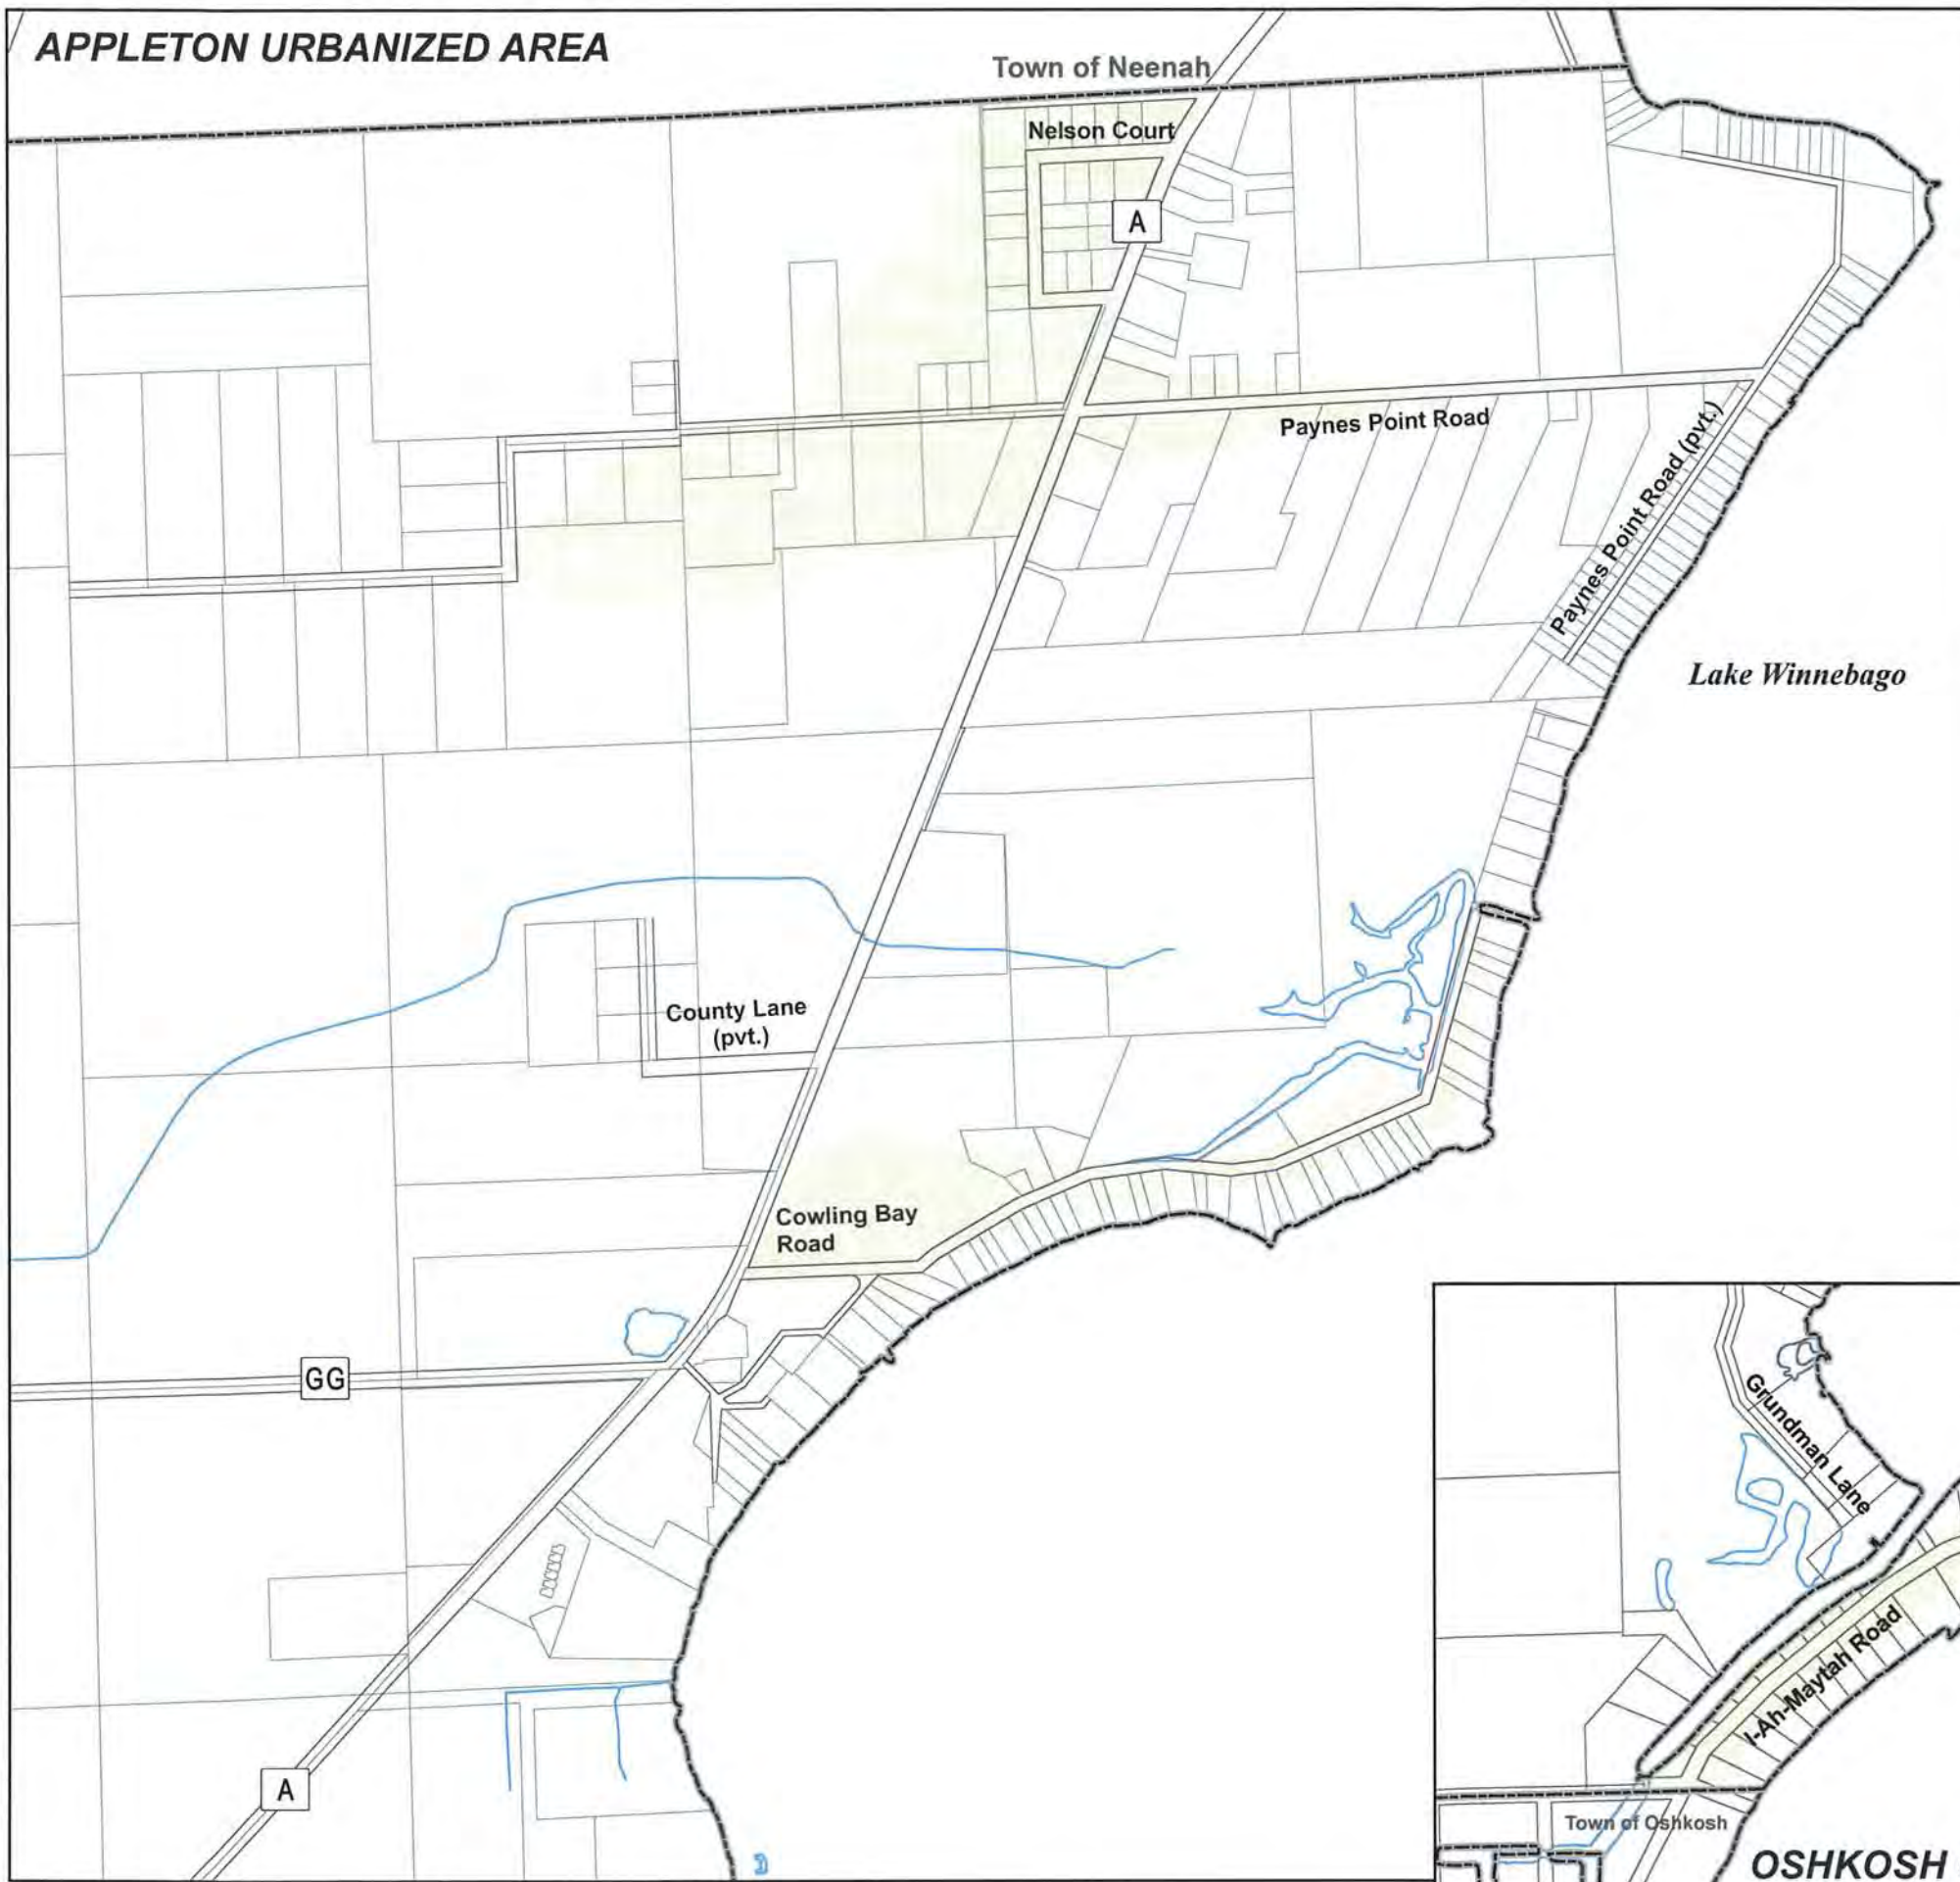 APPLETON URBANIZED AREA
Town of Neenah
Nelson Court
A
Paynes Point Road
Paynes Point Road (pvt.)
Lake Winnebago
County Lane
(pvt.)
Cowling Bay
Road
GG
A
Grundman Lane
I-Ah-Maytah Road
Town of Oshkosh
OSHKOSH